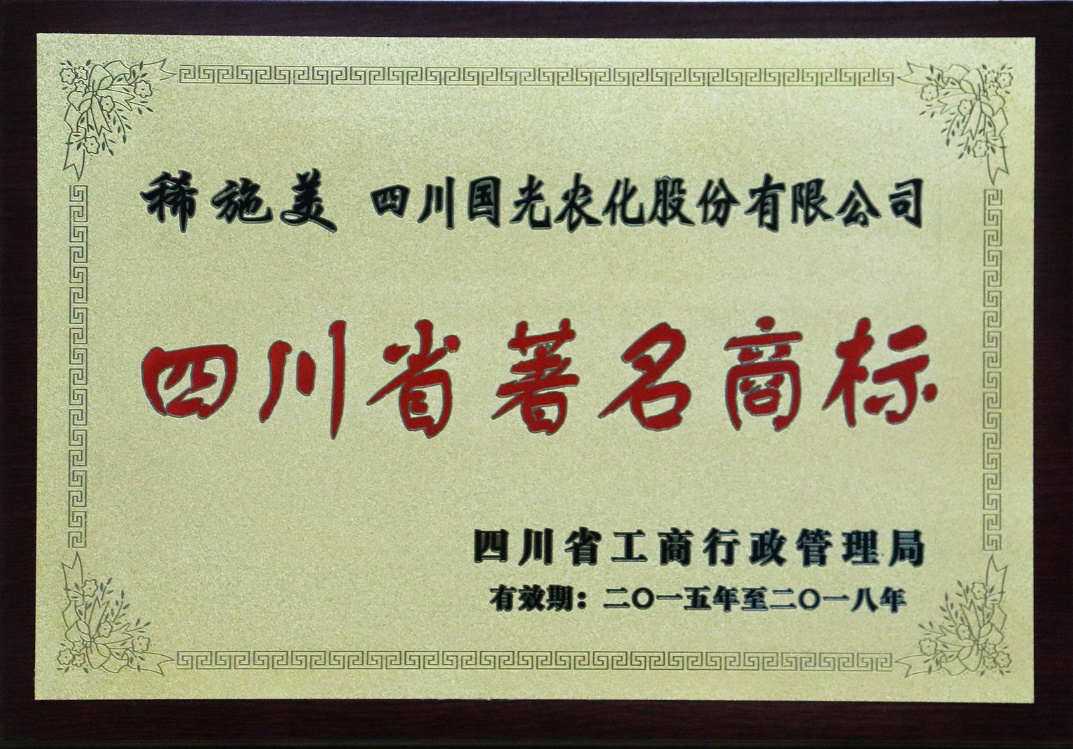 稀施美 四川国光农化股份有限公司
四川省著名商标
四川省工商行政管理局
有效期：二〇一五年至二〇一八年